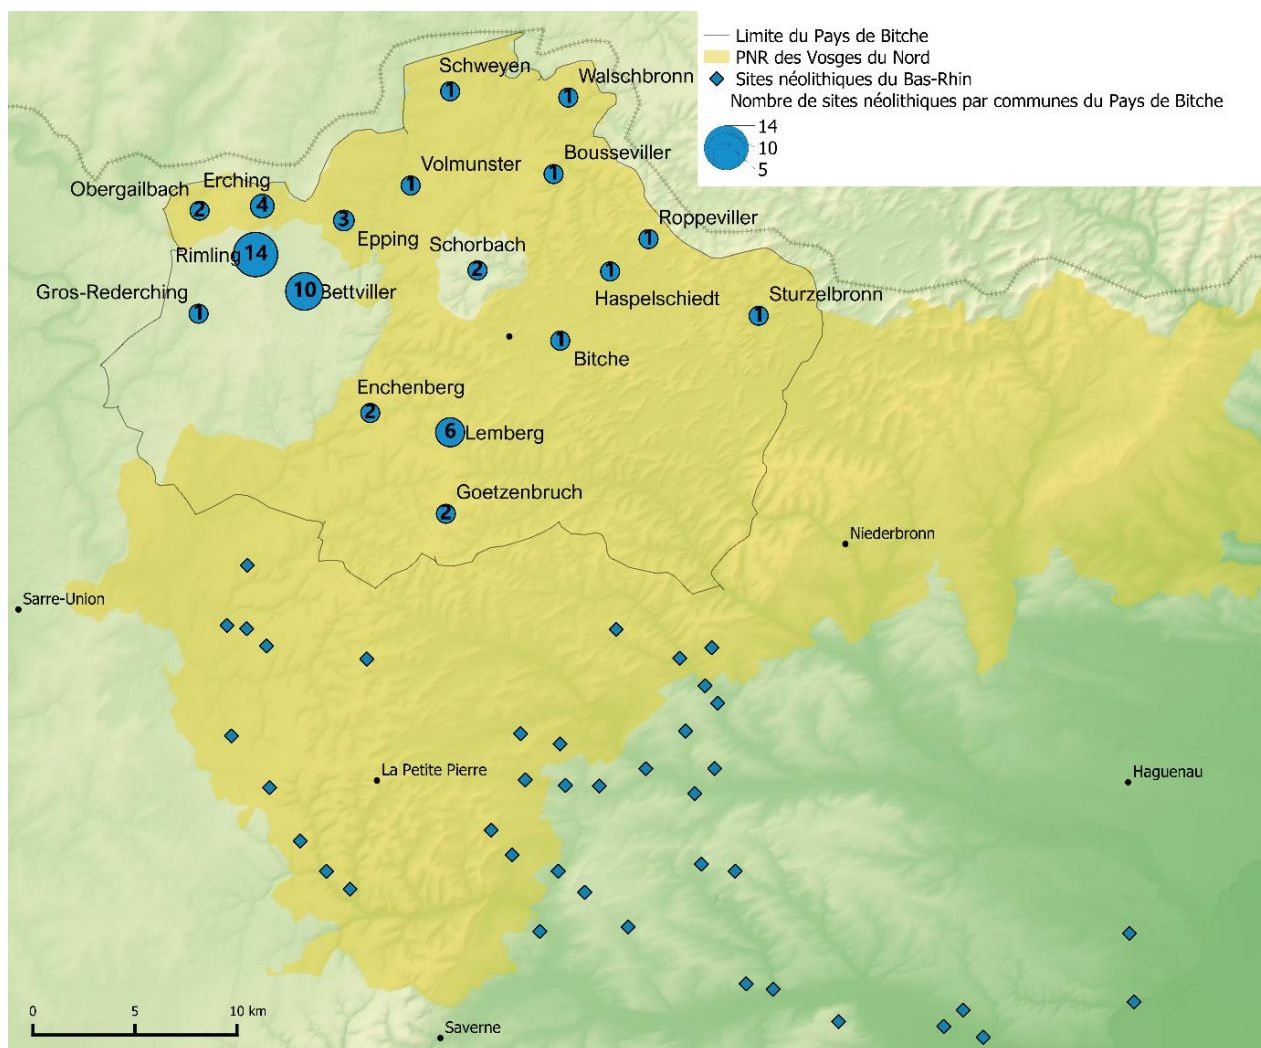 Limite du Pays de Bitche
PNR des Vosges du Nord
Sites néolithiques du Bas-Rhin
Nombre de sites néolithiques par communes du Pays de Bitche
14
10
5
Schweyen
1
Walschbronn
1
Volmunster
1
Bousseviller
1
Obergailbach
2
Erching
4
3
Epping
Roppeviller
1
Rimling
14
Schorbach
2
1
Haspelschiedt
Gros-Rederching
1
10
Bettviller
Sturzelbronn
1
1
Bitche
Enchenberg
2
6
Lemberg
Goetzenbruch
2
Niederbronn
Sarre-Union
La Petite Pierre
Haguenau
0 5 10 km
Saverne